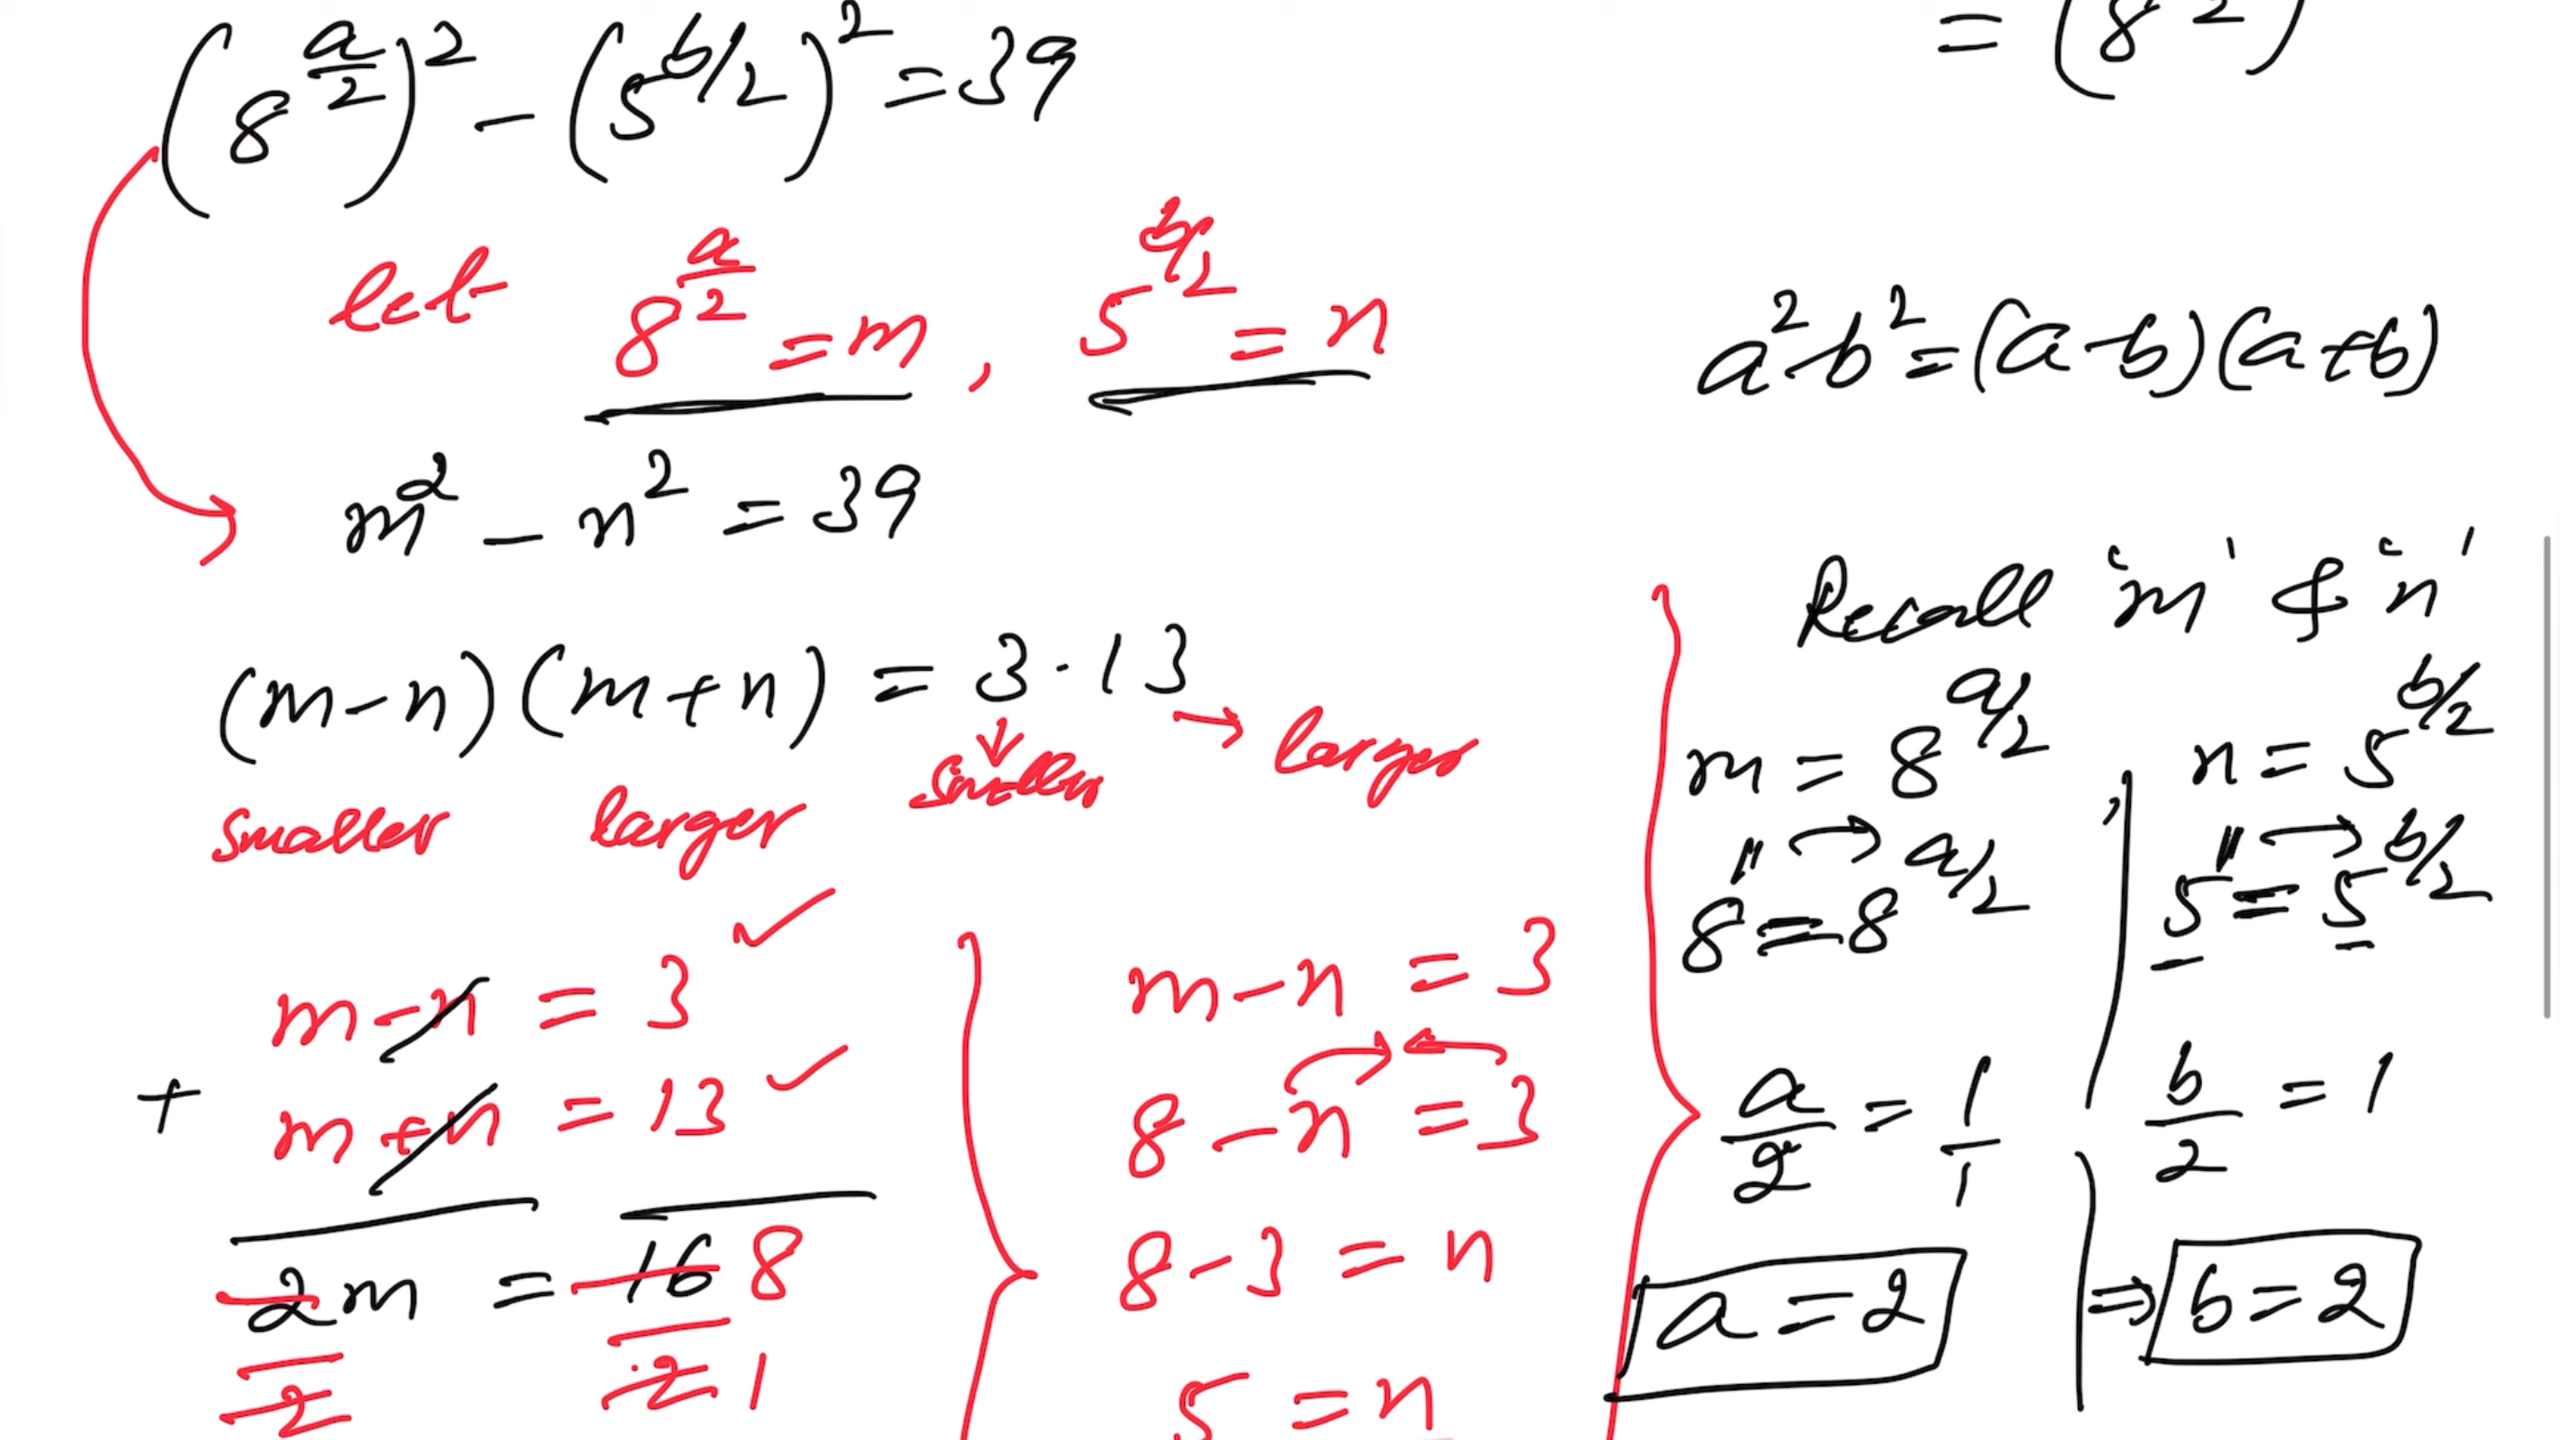 (8^(a/2))^2 - (5^(b/2))^2 = 39
let 8^(a/2) = m, 5^(b/2) = n
m^2 - n^2 = 39
(m-n)(m+n) = 3·13
smaller larger smaller larger
m-n = 3
+ m+n = 13
2m = 16 8
2 2 1
m-n = 3
8-n = 3
8-3 = n
5 = n
= (8^2)
a^2-b^2=(a-b)(a+b)
Recall 'm' & 'n'
m = 8^(a/2), n = 5^(b/2)
8^1 = 8^(a/2) 5^1 = 5^(b/2)
a/2 = 1/1 b/2 = 1
a = 2 ⇒ b = 2